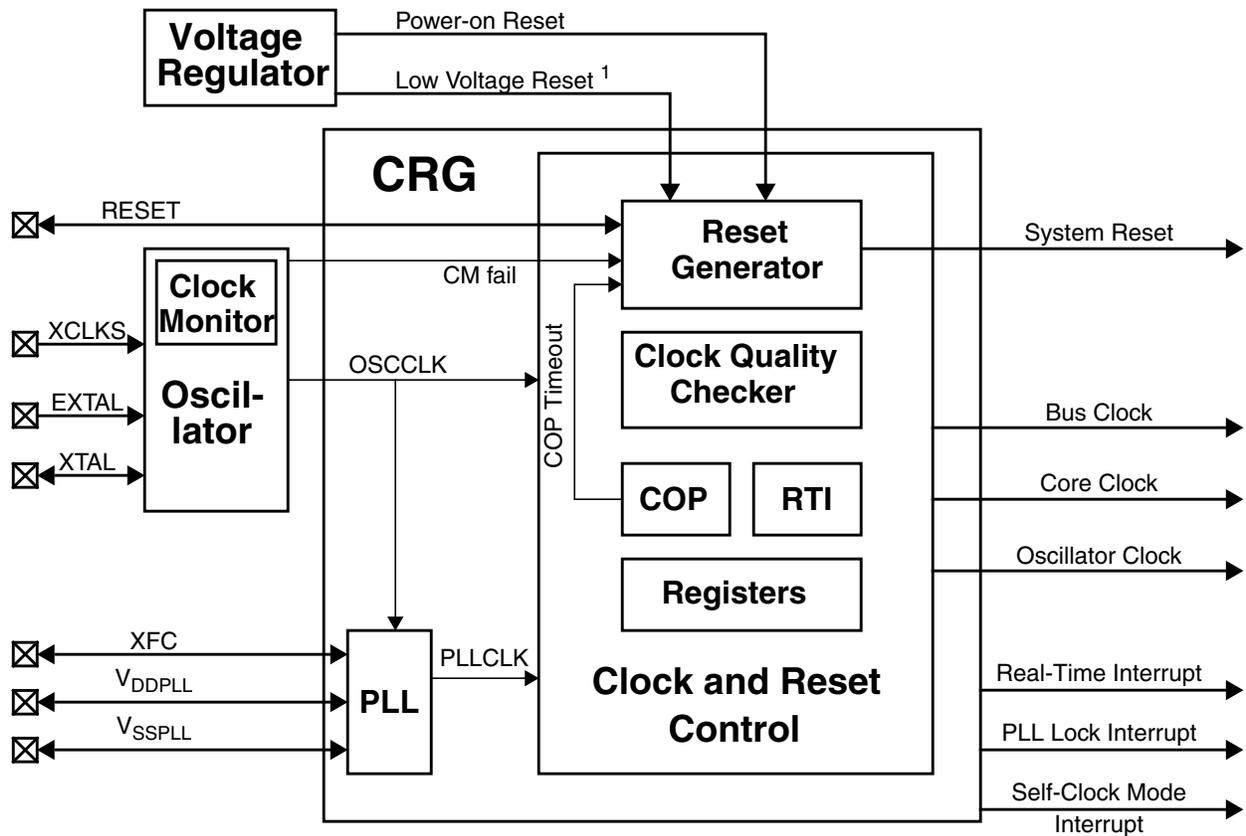 Voltage
Regulator
Power-on Reset
Low Voltage Reset 1
CRG
RESET
Reset
Generator
System Reset
CM fail
Clock
Monitor
XCLKS
OSCCLK
COP Timeout
Clock Quality
Checker
EXTAL
Oscil-
lator
Bus Clock
XTAL
COP
RTI
Core Clock
Oscillator Clock
Registers
XFC
PLLCLK
VDDPLL
PLL
Clock and Reset
Control
Real-Time Interrupt
VSSPLL
PLL Lock Interrupt
Self-Clock Mode
Interrupt